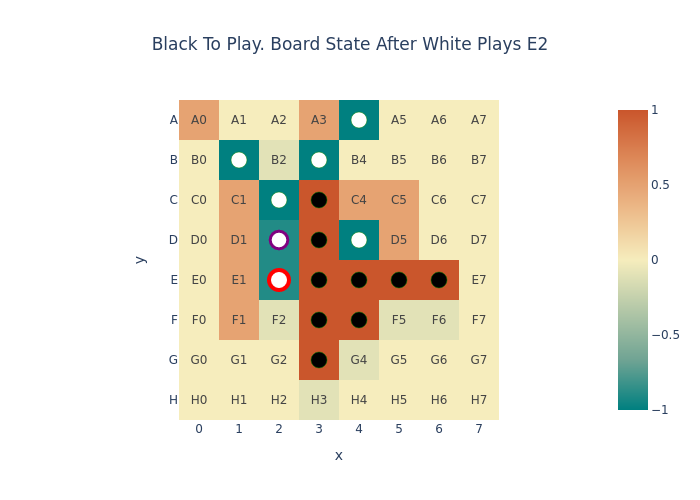 Black To Play. Board State After White Plays E2
A A0 A1 A2 A3 A5 A6 A7
B B0 B2 B4 B5 B6 B7
C C0 C1 C4 C5 C6 C7
D D0 D1 D5 D6 D7
E E0 E1 E7
F F0 F1 F2 F5 F6 F7
G G0 G1 G2 G4 G5 G6 G7
H H0 H1 H2 H3 H4 H5 H6 H7
0 1 2 3 4 5 6 7
x
y
1
0.5
0
−0.5
−1